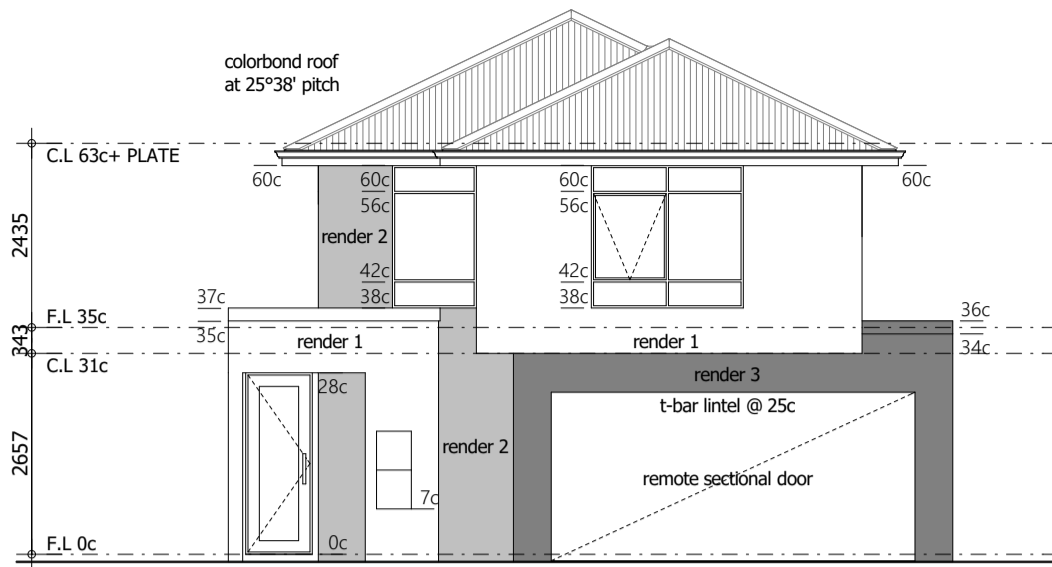 colorbond roof
at 25°38' pitch
C.L 63c+ PLATE
60c
60c
60c
60c
56c
56c
2435
render 2
42c
42c
38c
38c
37c
F.L 35c
36c
35c
343
render 1
render 1
34c
C.L 31c
render 3
28c
t-bar lintel @ 25c
2657
render 2
remote sectional door
7c
F.L 0c
0c